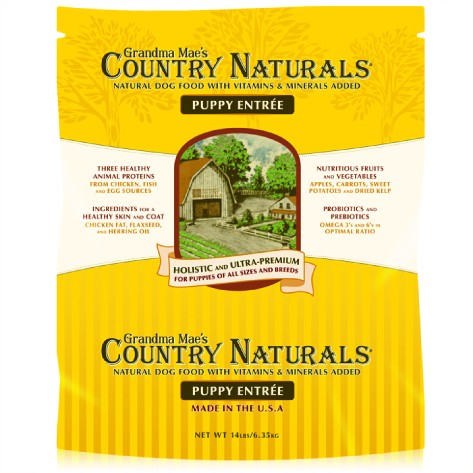 Grandma Mae's
COUNTRY NATURALS®
NATURAL DOG FOOD WITH VITAMINS & MINERALS ADDED
PUPPY ENTRÉE
THREE HEALTHY
ANIMAL PROTEINS
FROM CHICKEN, FISH
AND EGG SOURCES
INGREDIENTS FOR A
HEALTHY SKIN AND COAT
CHICKEN FAT, FLAXSEED,
AND HERRING OIL
NUTRITIOUS FRUITS
AND VEGETABLES
APPLES, CARROTS, SWEET
POTATOES AND DRIED KELP
PROBIOTICS AND
PREBIOTICS
OMEGA 3'S AND 6'S IN
OPTIMAL RATIO
HOLISTIC AND ULTRA-PREMIUM
FOR PUPPIES OF ALL SIZES AND BREEDS
Grandma Mae's
COUNTRY NATURALS®
NATURAL DOG FOOD WITH VITAMINS & MINERALS ADDED
PUPPY ENTRÉE
MADE IN THE U.S.A
NET WT 14LBS/6.35KG